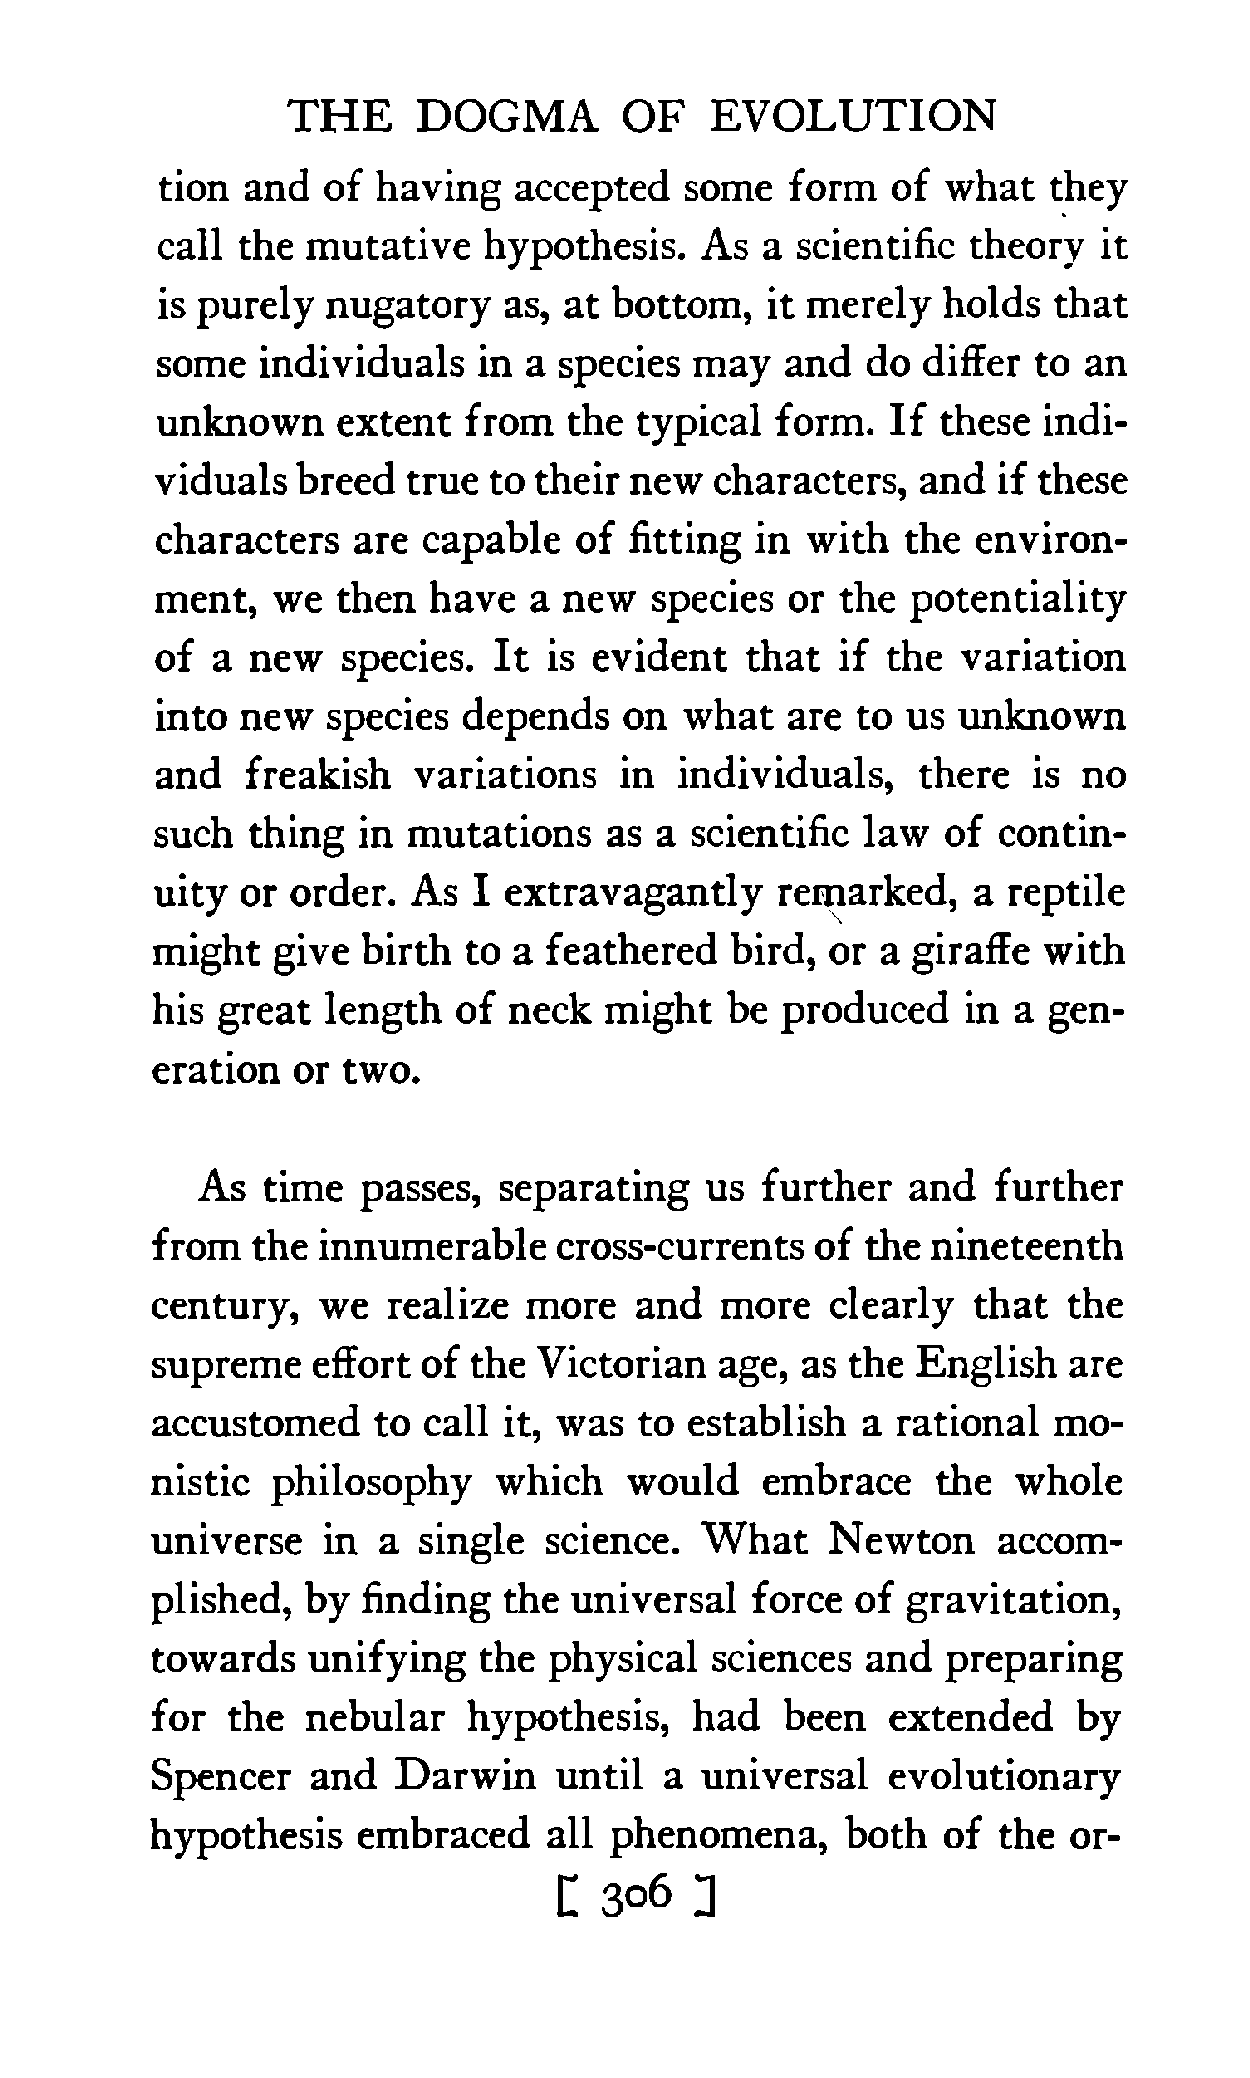 THE DOGMA OF EVOLUTION
tion and of having accepted some form of what they
call the mutative hypothesis. As a scientific theory it
is purely nugatory as, at bottom, it merely holds that
some individuals in a species may and do differ to an
unknown extent from the typical form. If these indi-
viduals breed true to their new characters, and if these
characters are capable of fitting in with the environ-
ment, we then have a new species or the potentiality
of a new species. It is evident that if the variation
into new species depends on what are to us unknown
and freakish variations in individuals, there is no
such thing in mutations as a scientific law of contin-
uity or order. As I extravagantly remarked, a reptile
might give birth to a feathered bird, or a giraffe with
his great length of neck might be produced in a gen-
eration or two.
As time passes, separating us further and further
from the innumerable cross-currents of the nineteenth
century, we realize more and more clearly that the
supreme effort of the Victorian age, as the English are
accustomed to call it, was to establish a rational mo-
nistic philosophy which would embrace the whole
universe in a single science. What Newton accom-
plished, by finding the universal force of gravitation,
towards unifying the physical sciences and preparing
for the nebular hypothesis, had been extended by
Spencer and Darwin until a universal evolutionary
hypothesis embraced all phenomena, both of the or-
[ 306 ]